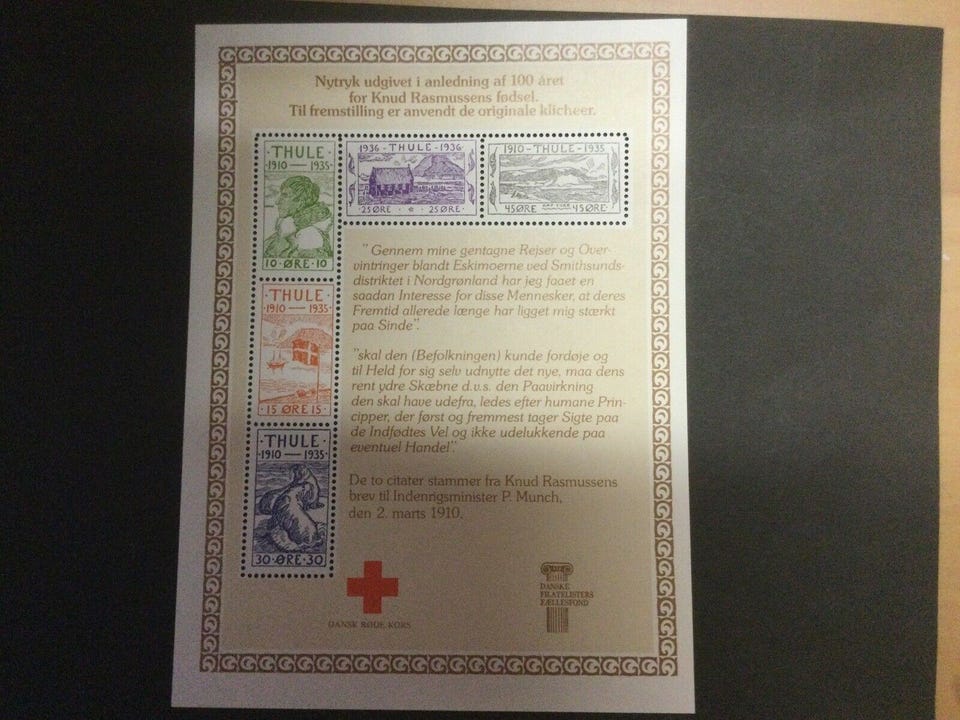 Nytryk udgivet i anledning af 100 året
for Knud Rasmussens fødsel.
Til fremstilling er anvendt de originale klicheer.
THULE
1910 — 1935
10 · ØRE · 10
1936 - THULE - 1936
25 ØRE · 25 ØRE
1910 - THULE - 1935
45 ØRE KAP YORK 45 ØRE
THULE
1910 — 1935
15 ØRE 15
THULE
1910 — 1935
30 · ØRE · 30
" Gennem mine gentagne Rejser og Over-
vintringer blandt Eskimoerne ved Smithsunds-
distriktet i Nordgrønland har jeg faaet en
saadan Interesse for disse Mennesker, at deres
Fremtid allerede længe har ligget mig stærkt
paa Sinde".
"skal den (Befolkningen) kunde fordøje og
til Held for sig selv udnytte det nye, maa dens
rent ydre Skæbne d.v.s. den Paavirkning
den skal have udefra, ledes efter humane Prin-
cipper, der først og fremmest tager Sigte paa
de Indfødtes Vel og ikke udelukkende paa
eventuel Handel".
De to citater stammer fra Knud Rasmussens
brev til Indenrigsminister P. Munch,
den 2. marts 1910.
DANSK RØDE KORS
DANSKE
FILATELISTERS
FÆLLESFOND